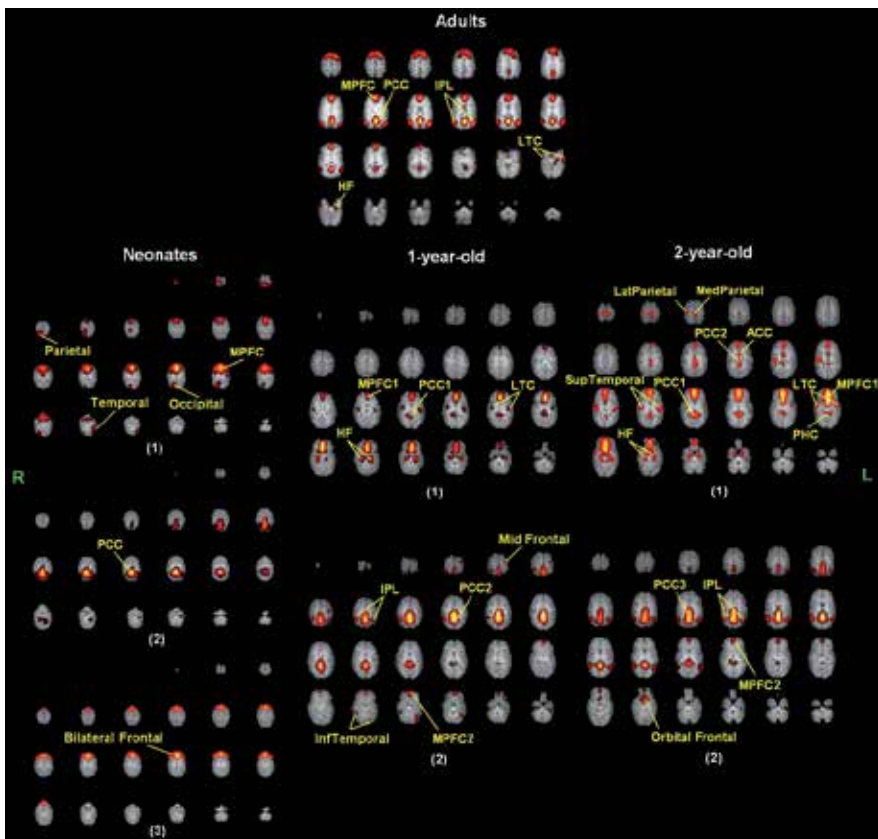 Adults
MPFC PCC IPL
LTC
HF
Neonates
Parietal
MPFC
Temporal
Occipital
(1)
PCC
(2)
Bilateral Frontal
(3)
1-year-old
MPFC1 PCC1 LTC
HF
(1)
Mid Frontal
IPL PCC2
InfTemporal
MPFC2
(2)
2-year-old
LatParietal MedParietal
PCC2 ACC
SupTemporal PCC1 LTC MPFC1
PHC
HF
(1)
PCC3 IPL
MPFC2
Orbital Frontal
(2)
R
L